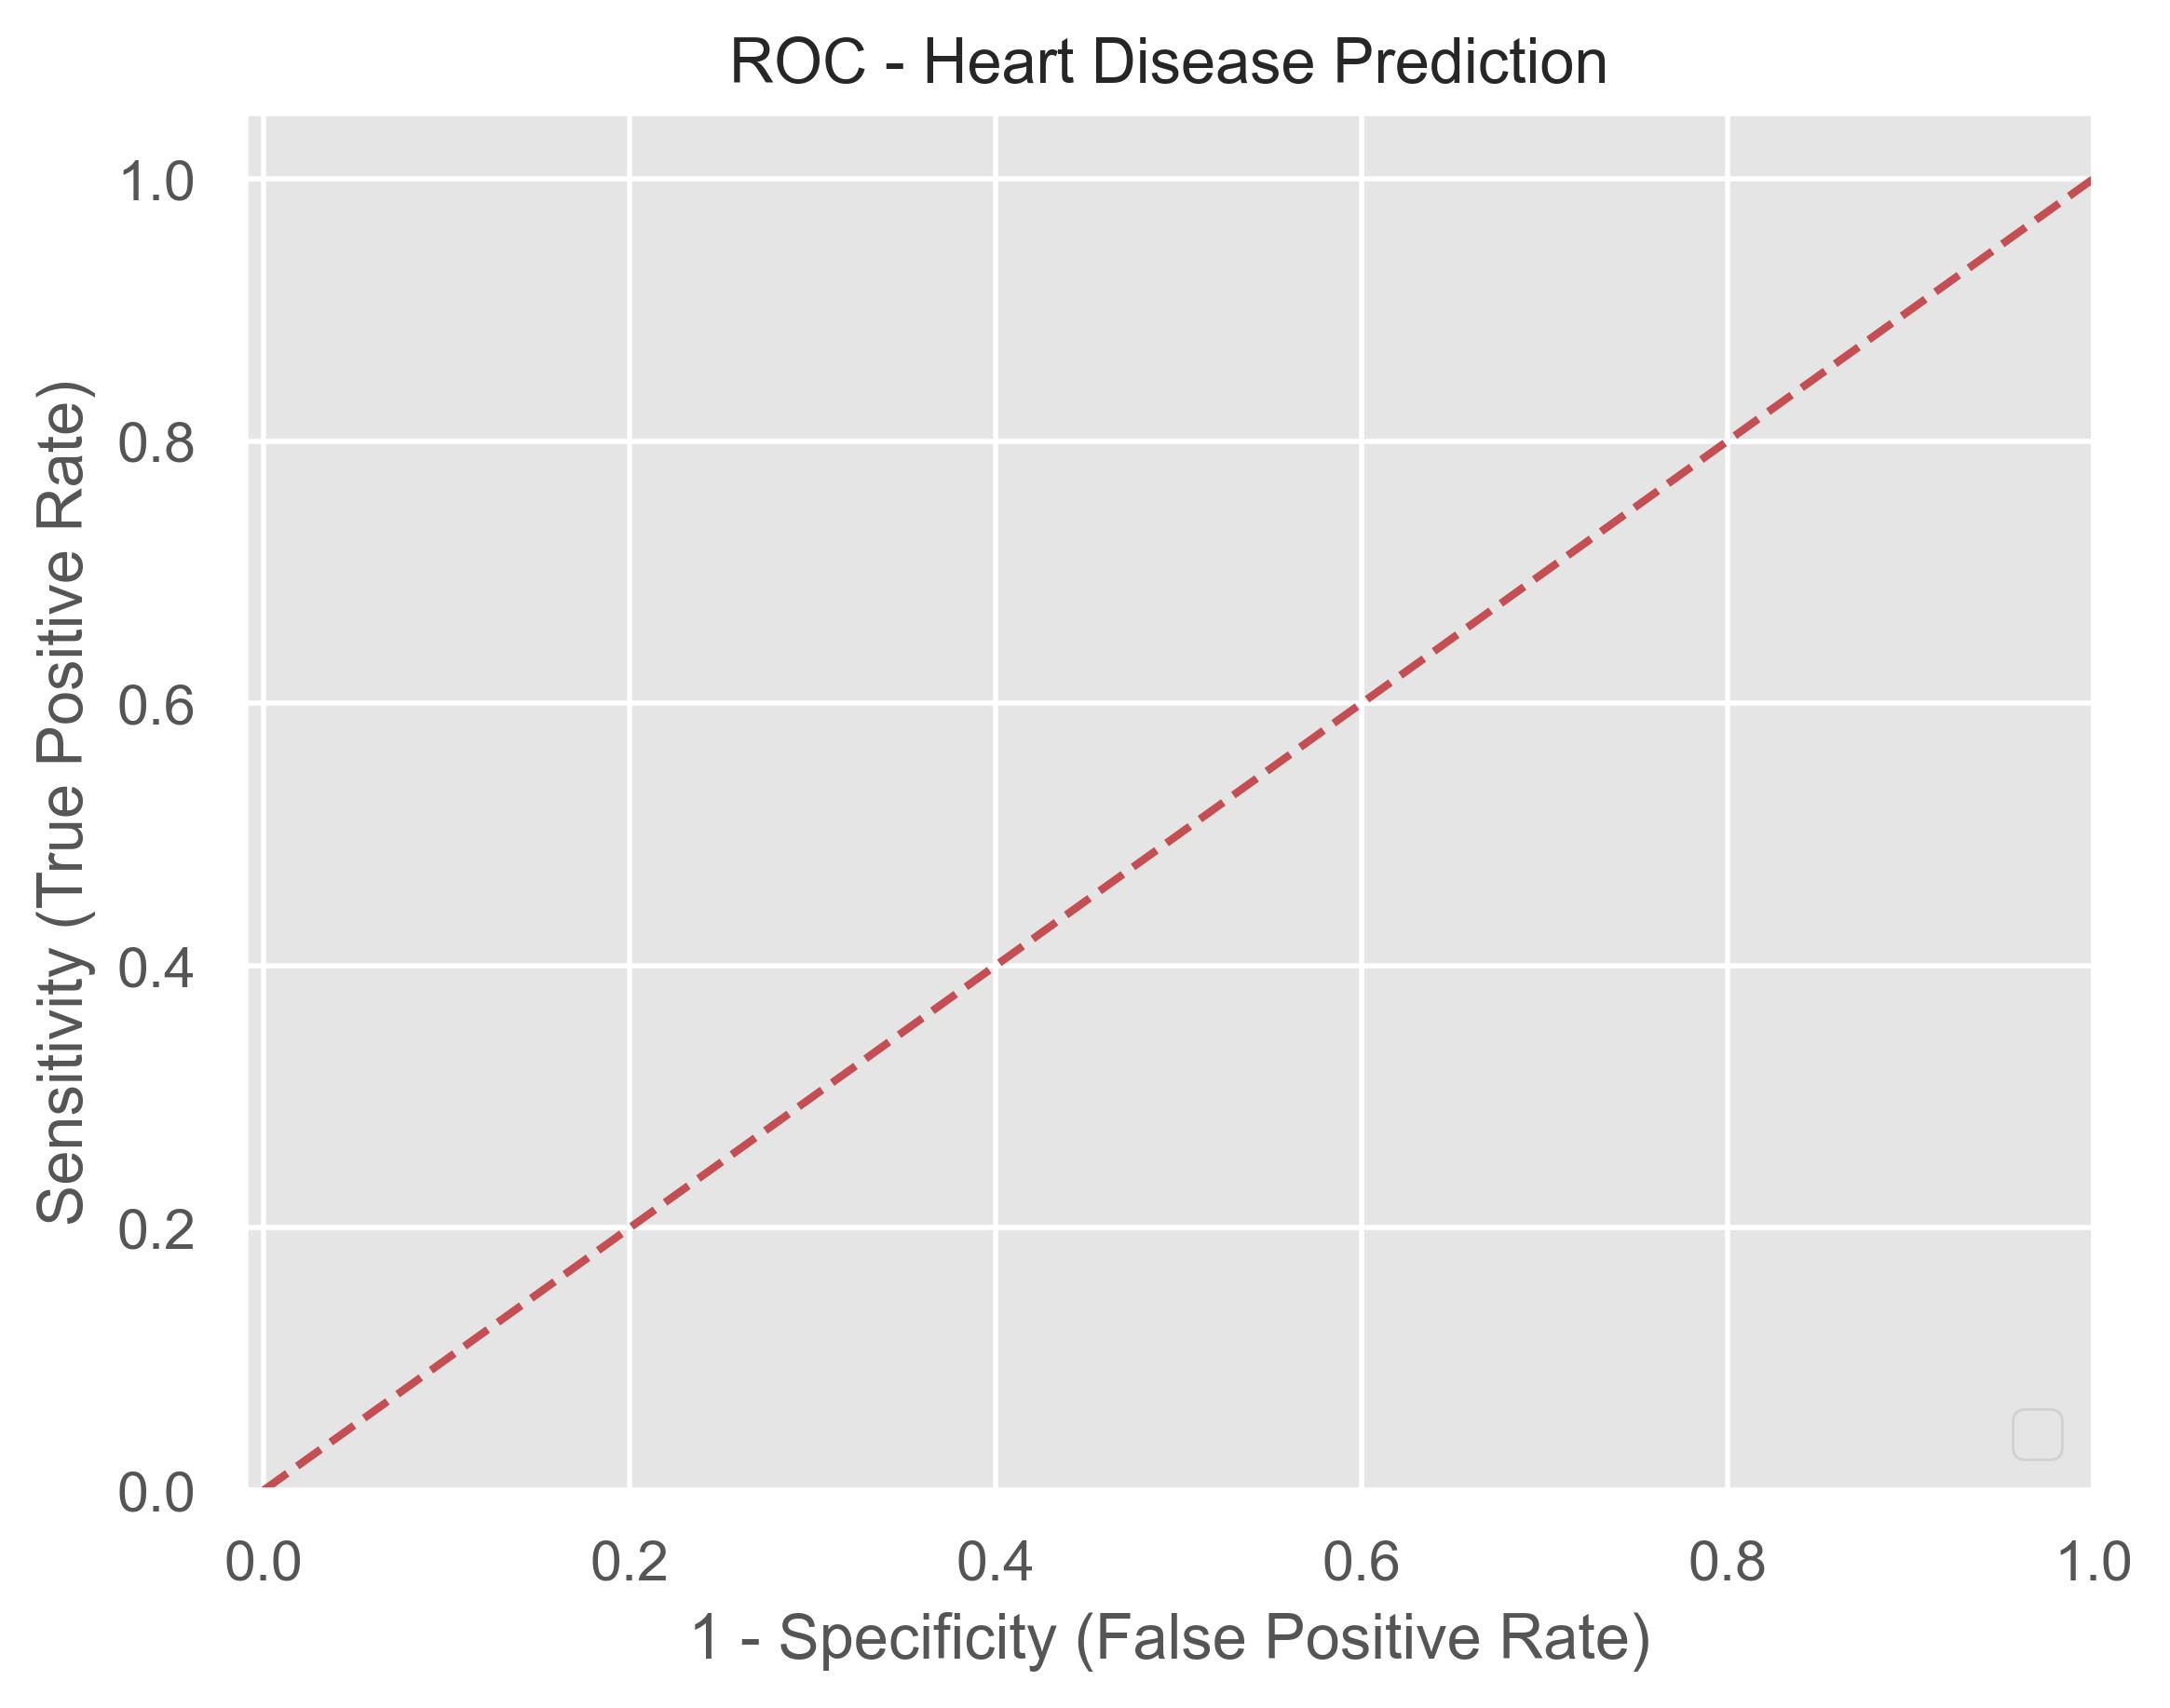 ROC - Heart Disease Prediction
Sensitivity (True Positive Rate)
1.0
0.8
0.6
0.4
0.2
0.0
0.0 0.2 0.4 0.6 0.8 1.0
1 - Specificity (False Positive Rate)